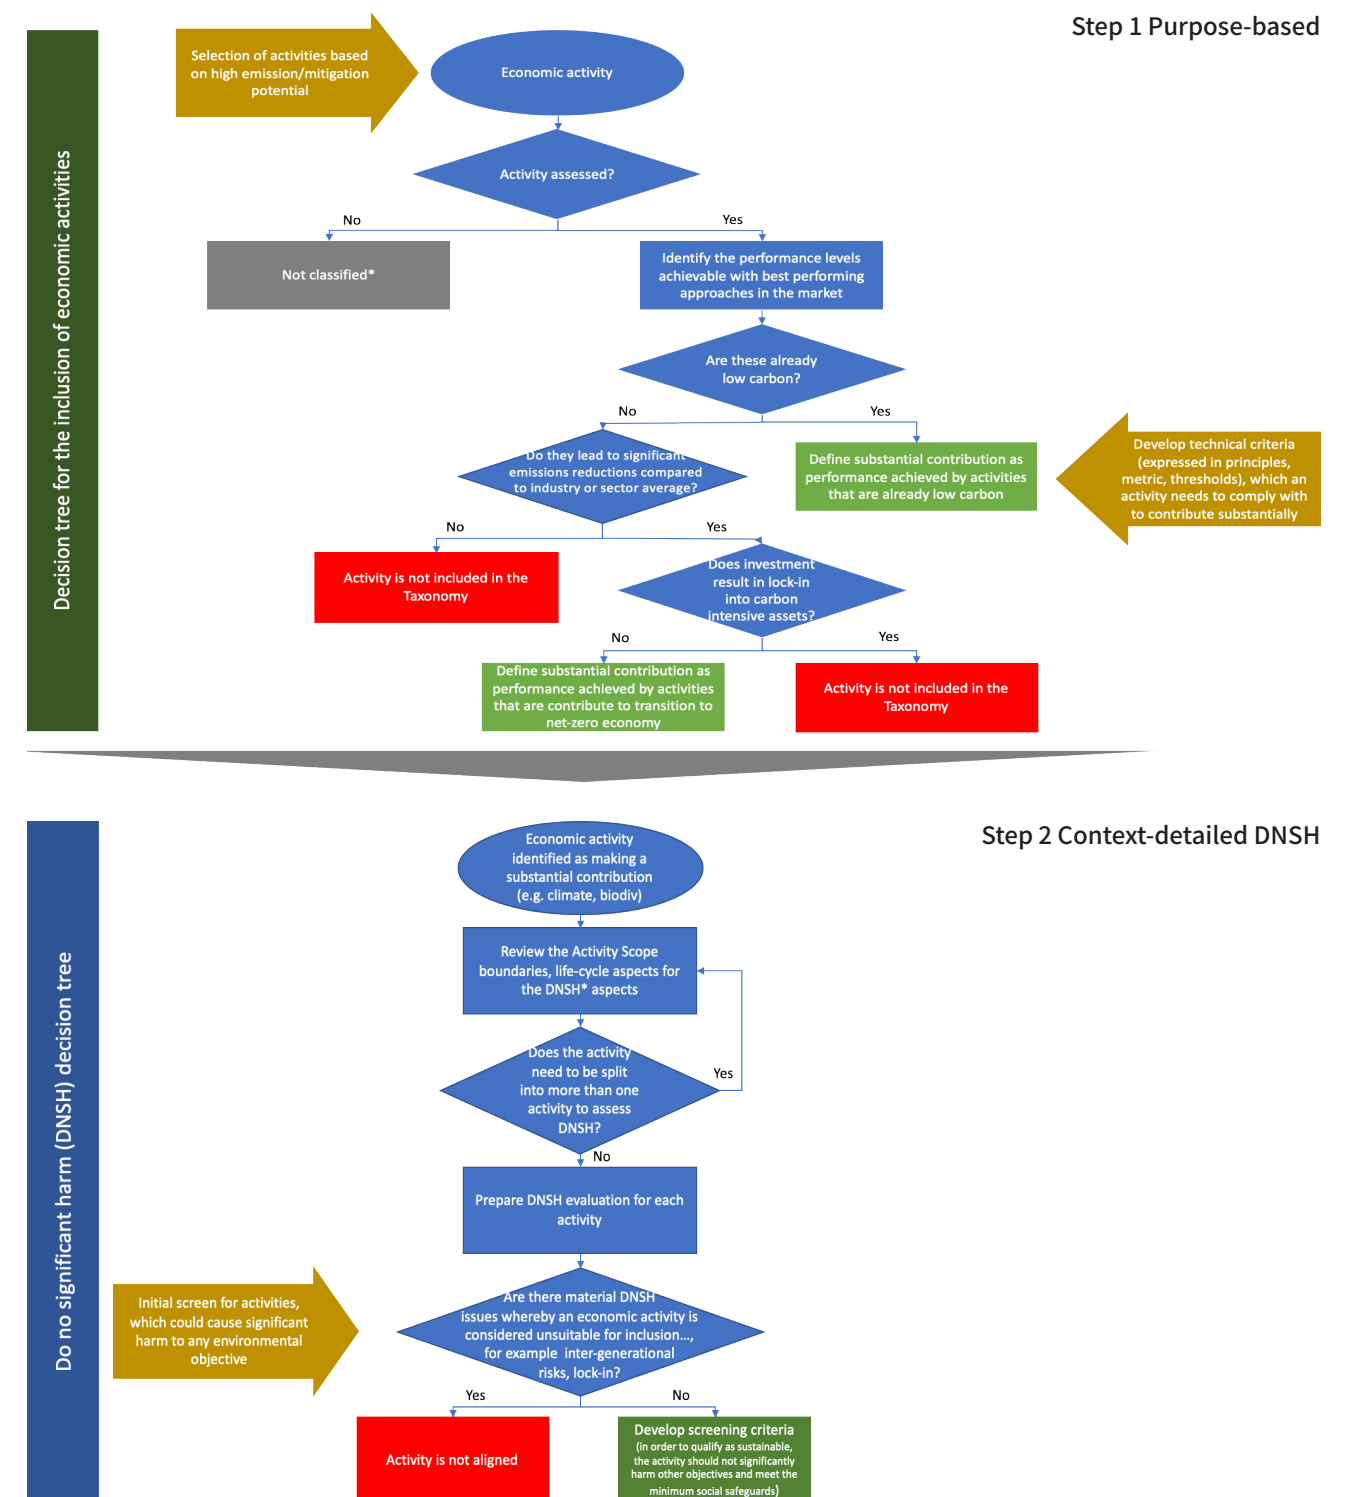 Step 1 Purpose-based
Decision tree for the inclusion of economic activities
Selection of activities based
on high emission/mitigation
potential
Economic activity
Activity assessed?
No
Yes
Not classified*
Identify the performance levels
achievable with best performing
approaches in the market
Are these already
low carbon?
No
Yes
Do they lead to significant
emissions reductions compared
to industry or sector average?
Define substantial contribution as
performance achieved by activities
that are already low carbon
Develop technical criteria
(expressed in principles,
metric, thresholds), which an
activity needs to comply with
to contribute substantially
No
Yes
Activity is not included in the
Taxonomy
Does investment
result in lock-in
into carbon
intensive assets?
No
Yes
Define substantial contribution as
performance achieved by activities
that are contribute to transition to
net-zero economy
Activity is not included in the
Taxonomy
Step 2 Context-detailed DNSH
Do no significant harm (DNSH) decision tree
Economic activity
identified as making a
substantial contribution
(e.g. climate, biodiv)
Review the Activity Scope
boundaries, life-cycle aspects for
the DNSH* aspects
Does the activity
need to be split
into more than one
activity to assess
DNSH?
Yes
No
Prepare DNSH evaluation for each
activity
Initial screen for activities,
which could cause significant
harm to any environmental
objective
Are there material DNSH
issues whereby an economic activity is
considered unsuitable for inclusion…,
for example inter-generational
risks, lock-in?
Yes
No
Activity is not aligned
Develop screening criteria
(in order to qualify as sustainable,
the activity should not significantly
harm other objectives and meet the
minimum social safeguards)